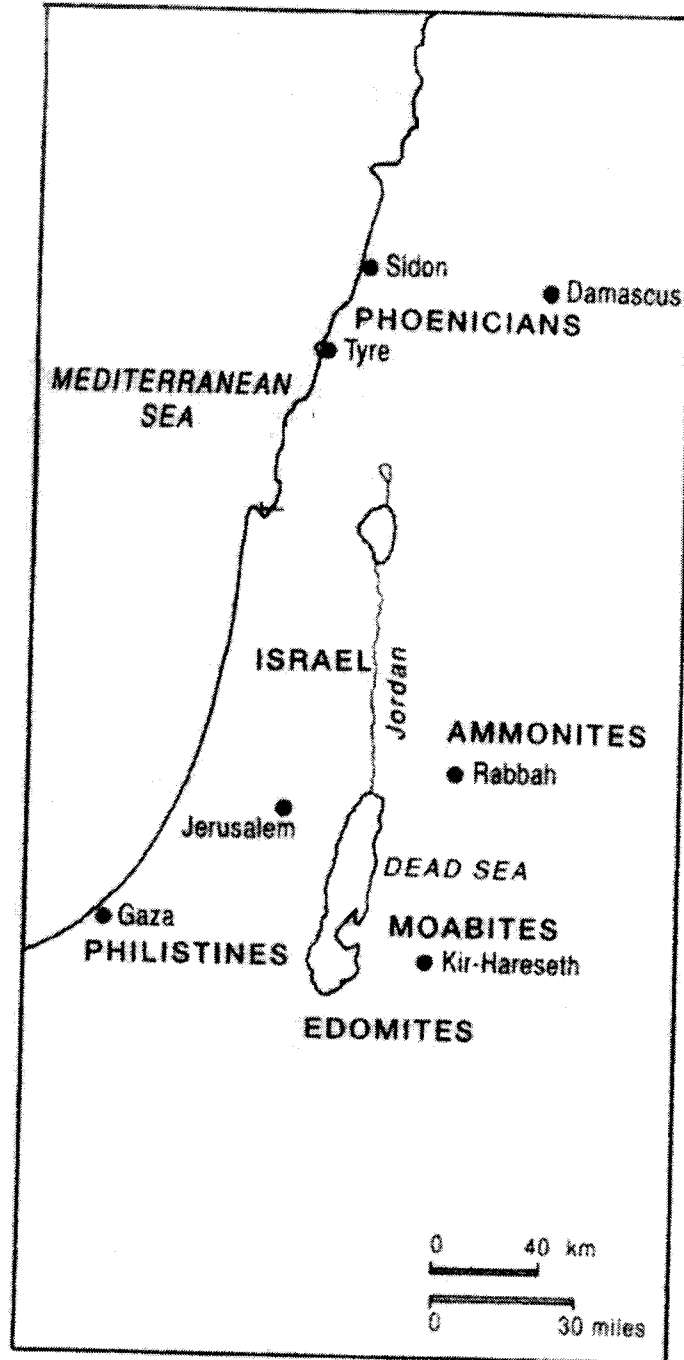 Sidon
Damascus
PHOENICIANS
Tyre
MEDITERRANEAN
SEA
ISRAEL
Jordan
AMMONITES
Rabbah
Jerusalem
DEAD SEA
MOABITES
Gaza
PHILISTINES
Kir-Hareseth
EDOMITES
0 40 km
0 30 miles